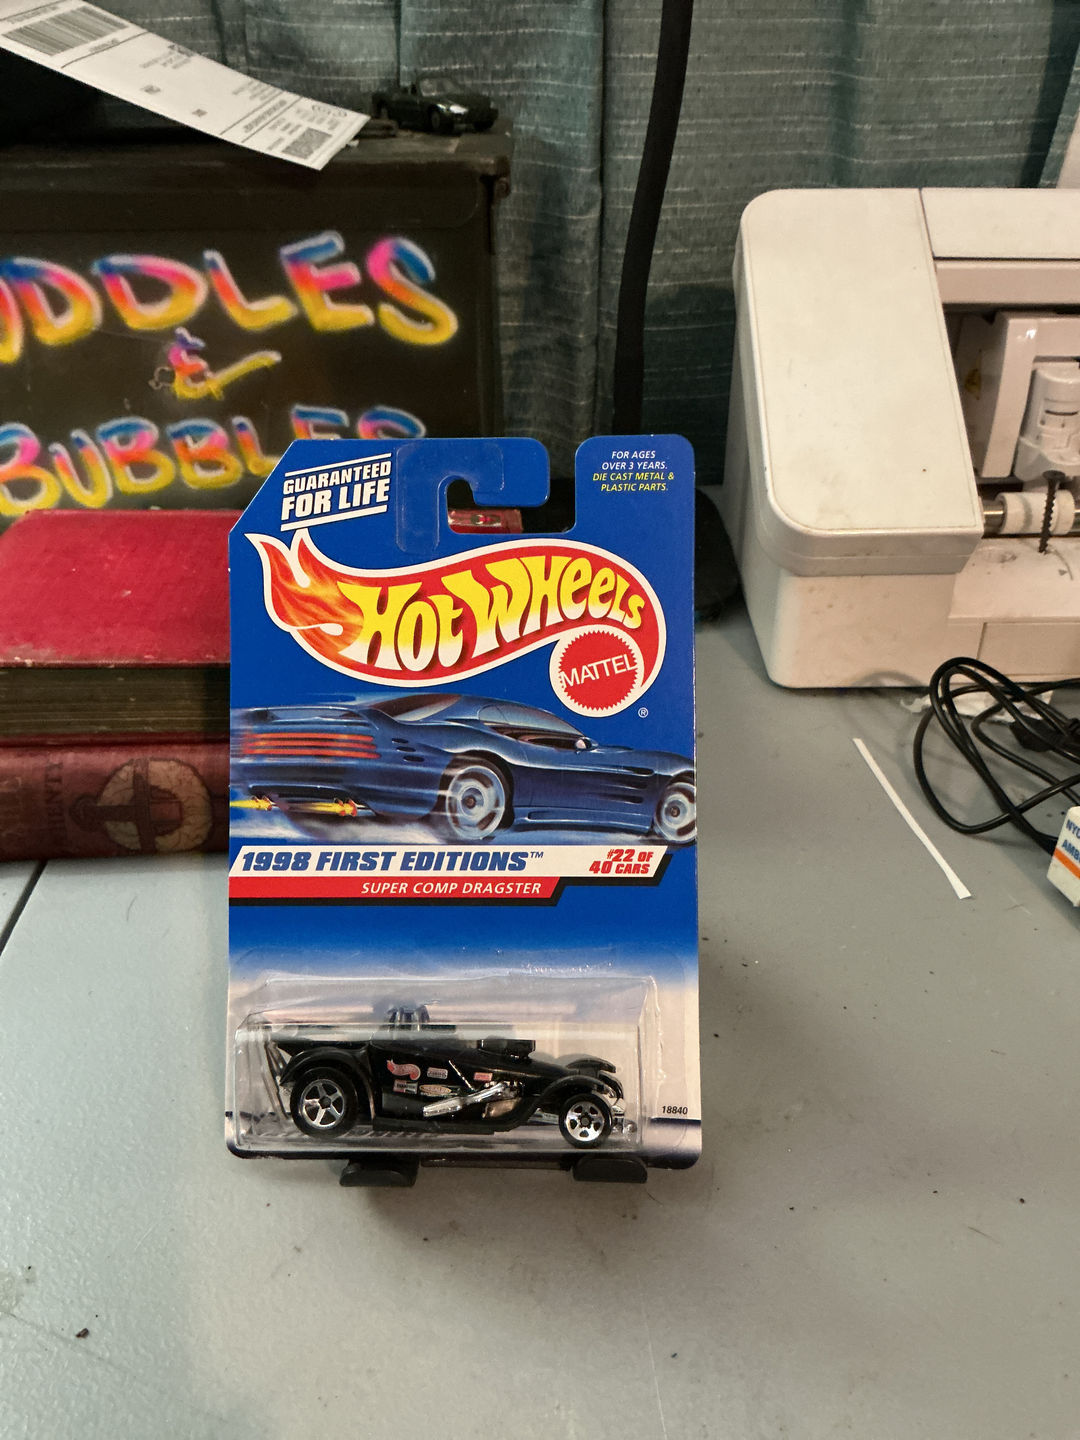 DDLES
&
BUBBLES
GUARANTEED
FOR LIFE
FOR AGES
OVER 3 YEARS.
DIE CAST METAL &
PLASTIC PARTS.
HOT WHEELS
MATTEL
®
1998 FIRST EDITIONS™
#22 OF
40 CARS
SUPER COMP DRAGSTER
18840